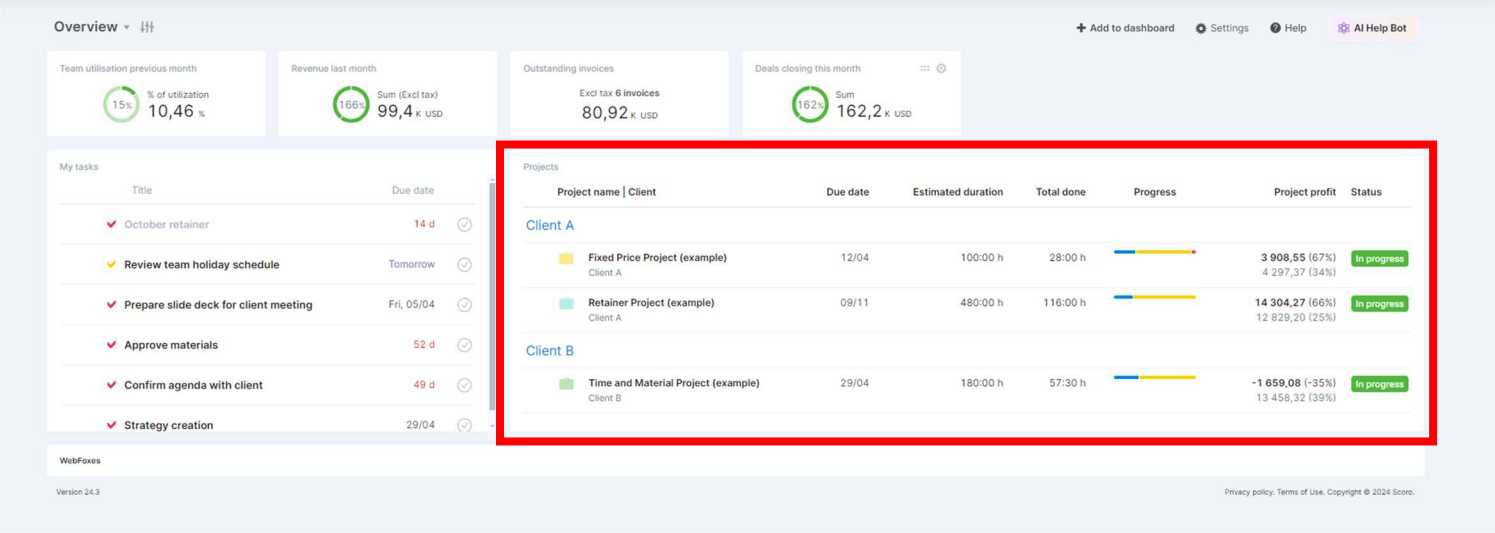 Overview
Add to dashboard Settings Help AI Help Bot
Team utilisation previous month
15%
% of utilization
10,46 %
Revenue last month
166%
Sum (Excl tax)
99,4 K USD
Outstanding invoices
Excl tax 6 invoices
80,92 K USD
Deals closing this month
162%
Sum
162,2 K USD
My tasks
Title Due date
October retainer 14 d
Review team holiday schedule Tomorrow
Prepare slide deck for client meeting Fri, 05/04
Approve materials 52 d
Confirm agenda with client 49 d
Strategy creation 29/04
Projects
Project name | Client Due date Estimated duration Total done Progress Project profit Status
Client A
Fixed Price Project (example) 12/04 100:00 h 28:00 h 3 908,55 (67%) In progress
Client A 4 297,37 (34%)
Retainer Project (example) 09/11 480:00 h 116:00 h 14 304,27 (66%) In progress
Client A 12 829,20 (25%)
Client B
Time and Material Project (example) 29/04 180:00 h 57:30 h -1 659,08 (-35%) In progress
Client B 13 458,32 (39%)
WebFoxes
Version 24.3
Privacy policy. Terms of Use. Copyright © 2024 Scoro.